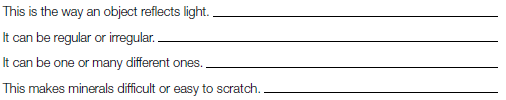 This is the way an object reflects light.
It can be regular or irregular.
It can be one or many different ones.
This makes minerals difficult or easy to scratch.